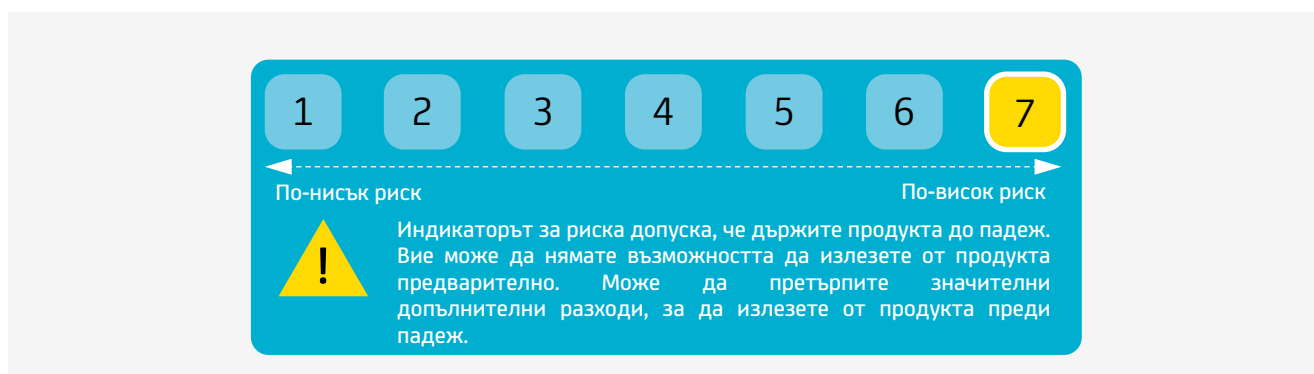 1 2 3 4 5 6 7
По-нисък риск По-висок риск
!
Индикаторът за риска допуска, че държите продукта до падеж.
Вие може да нямате възможността да излезете от продукта
предварително. Може да претърпите значителни
допълнителни разходи, за да излезете от продукта преди
падеж.